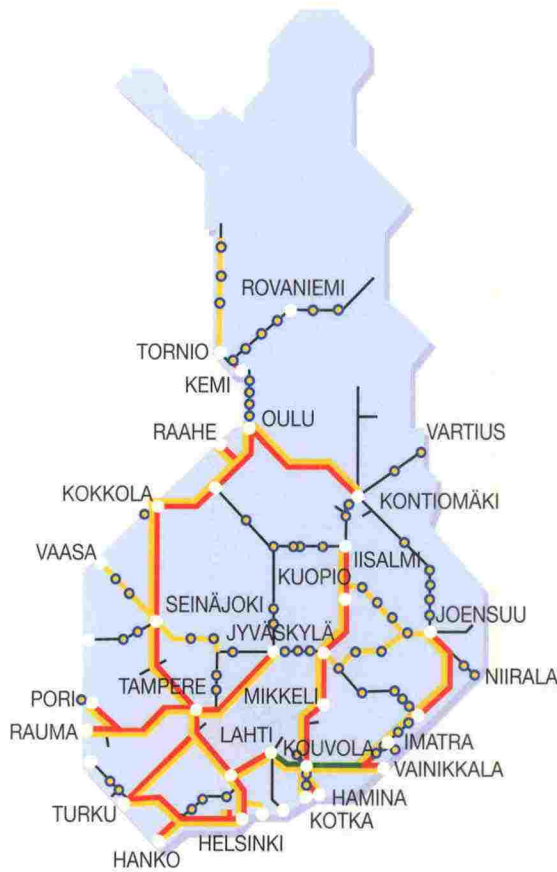 ROVANIEMI
TORNIO
KEMI
OULU
RAAHE
VARTIUS
KOKKOLA
KONTIOMÄKI
VAASA
IISALMI
KUOPIO
SEINÄJOKI
JOENSUU
JYVÄSKYLÄ
NIIRALA
TAMPERE
MIKKELI
PORI
RAUMA
LAHTI
KOUVOLA
IMATRA
VAINIKKALA
HAMINA
TURKU
KOTKA
HELSINKI
HANKO